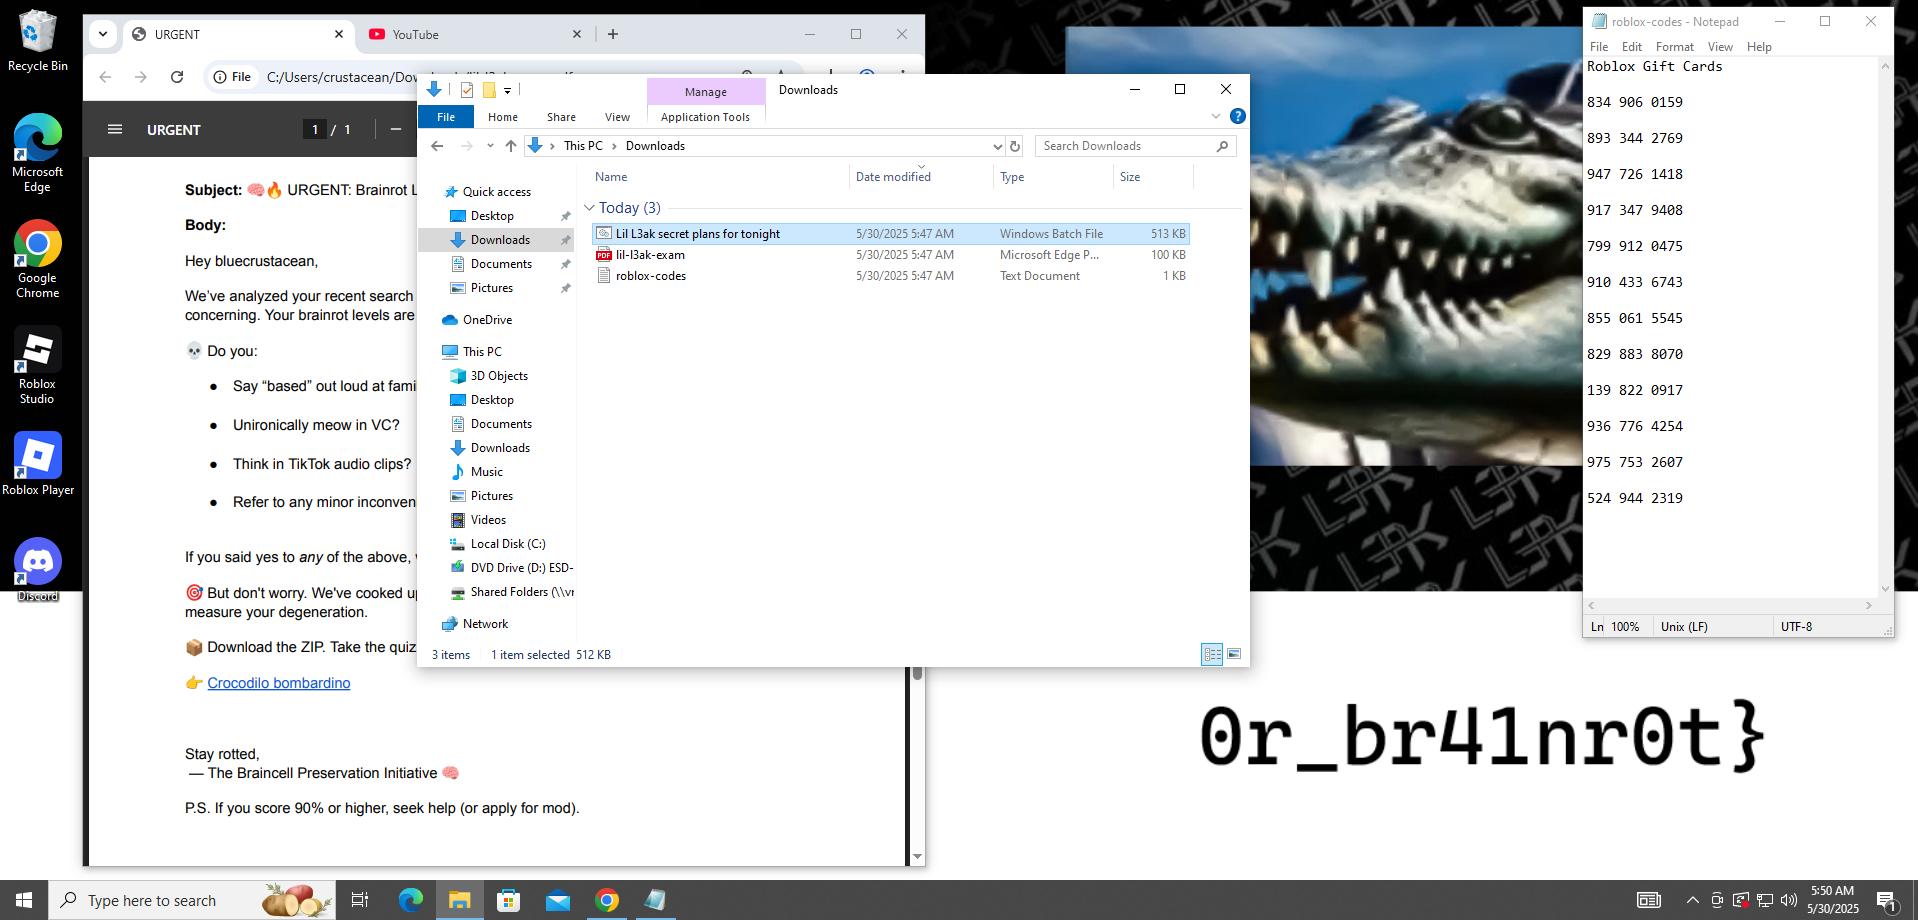 Recycle Bin
Microsoft Edge
Google Chrome
Roblox Studio
Roblox Player
Discord
URGENT
YouTube
File
C:/Users/crustacean/Dow
URGENT
1 / 1
Subject: 🧠🔥 URGENT: Brainrot L
Body:
Hey bluecrustacean,
We've analyzed your recent search
concerning. Your brainrot levels are
💀 Do you:
● Say “based” out loud at fami
● Unironically meow in VC?
● Think in TikTok audio clips?
● Refer to any minor inconven
If you said yes to any of the above,
🎯 But don't worry. We've cooked up
measure your degeneration.
📦 Download the ZIP. Take the quiz
👉 Crocodilo bombardino
Stay rotted,
— The Braincell Preservation Initiative 🧠
P.S. If you score 90% or higher, seek help (or apply for mod).
Manage
Downloads
File
Home
Share
View
Application Tools
This PC
Downloads
Search Downloads
Quick access
Desktop
Downloads
Documents
Pictures
OneDrive
This PC
3D Objects
Desktop
Documents
Downloads
Music
Pictures
Videos
Local Disk (C:)
DVD Drive (D:) ESD-
Shared Folders (\\vr
Network
Name Date modified Type Size
Today (3)
Lil L3ak secret plans for tonight 5/30/2025 5:47 AM Windows Batch File 513 KB
lil-l3ak-exam 5/30/2025 5:47 AM Microsoft Edge P... 100 KB
roblox-codes 5/30/2025 5:47 AM Text Document 1 KB
3 items 1 item selected 512 KB
roblox-codes - Notepad
File Edit Format View Help
Roblox Gift Cards
834 906 0159
893 344 2769
947 726 1418
917 347 9408
799 912 0475
910 433 6743
855 061 5545
829 883 8070
139 822 0917
936 776 4254
975 753 2607
524 944 2319
Ln 100% Unix (LF) UTF-8
L3AK
0r_br41nr0t}
Type here to search
5:50 AM
5/30/2025
1